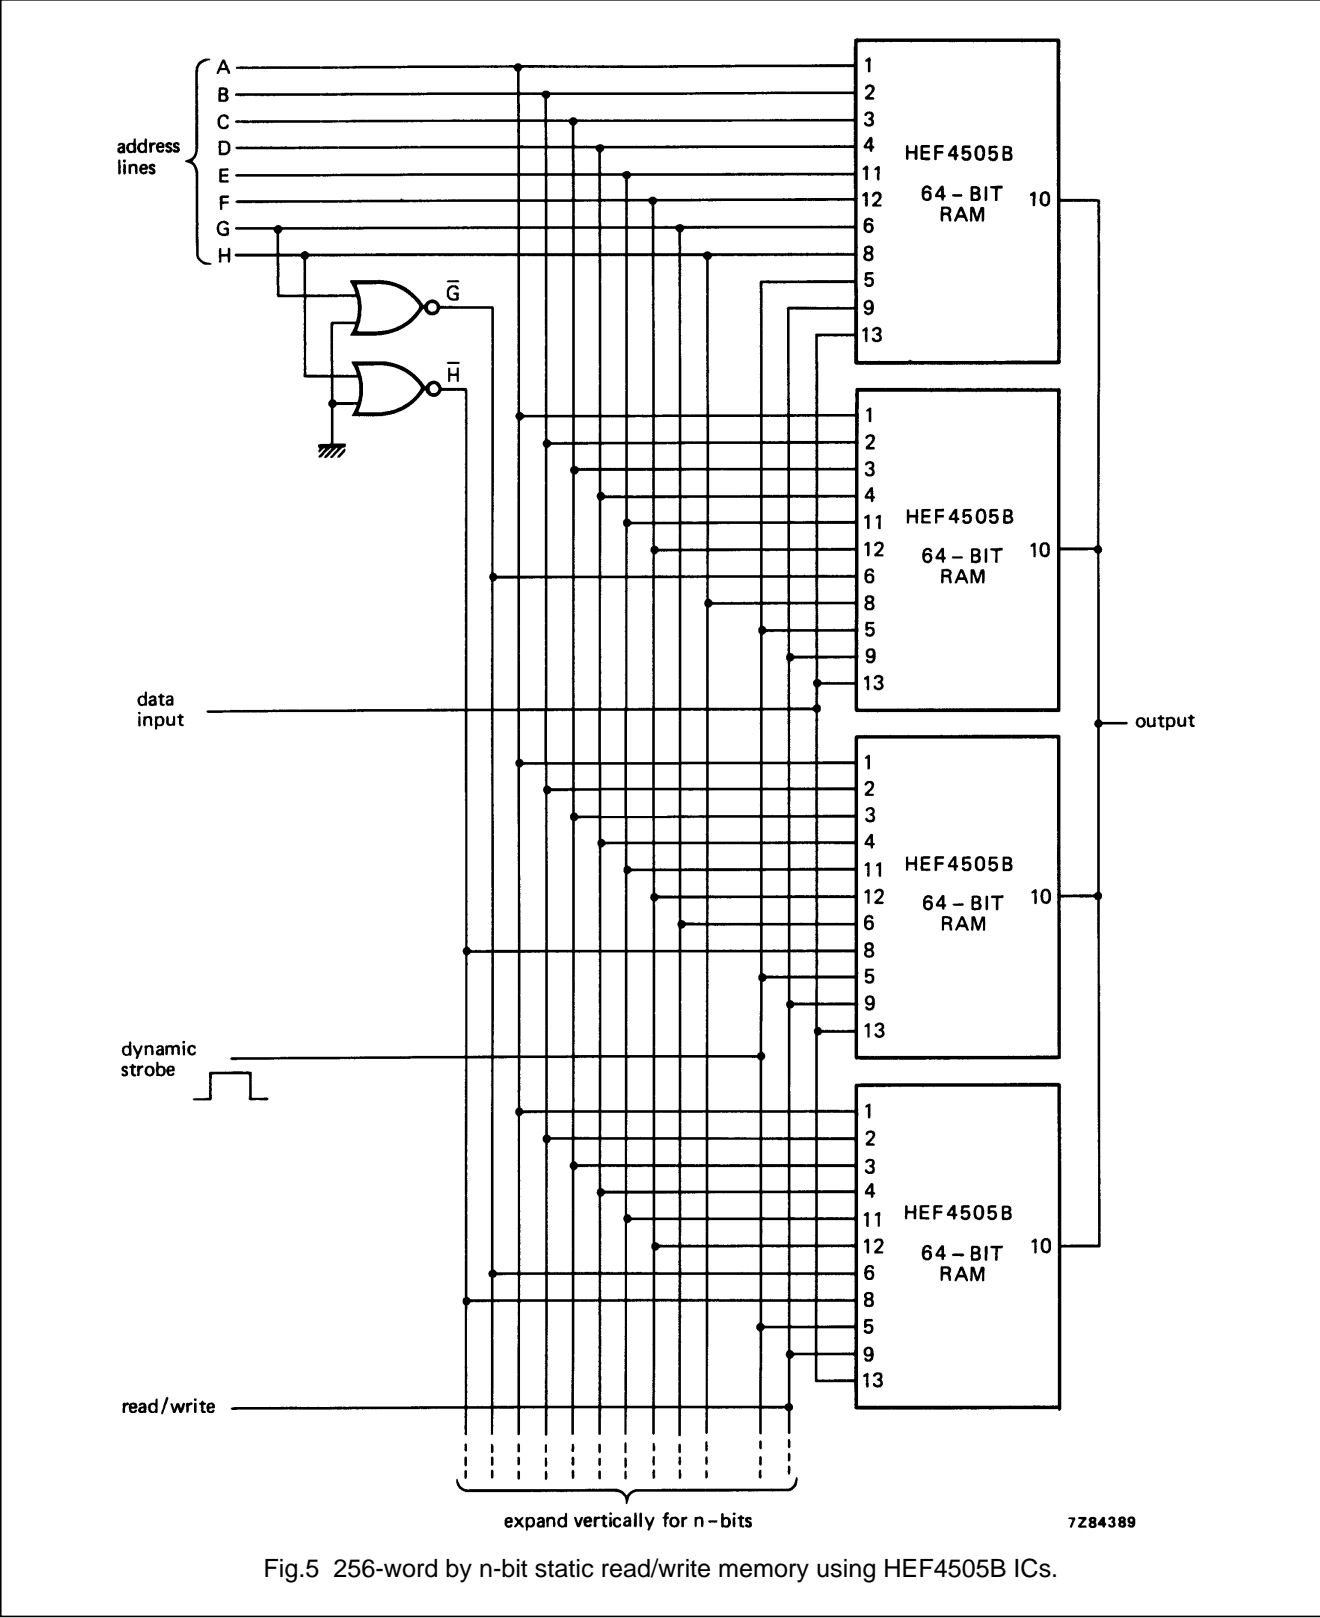 A
B
C
D
E
F
G
H
address
lines
G̅
H̅
1
2
3
4
11
12
6
8
5
9
13
HEF4505B
64–BIT
RAM
10
1
2
3
4
11
12
6
8
5
9
13
HEF4505B
64–BIT
RAM
10
data
input
output
1
2
3
4
11
12
6
8
5
9
13
HEF4505B
64–BIT
RAM
10
dynamic
strobe
1
2
3
4
11
12
6
8
5
9
13
HEF4505B
64–BIT
RAM
10
read/write
expand vertically for n–bits
7Z84389
Fig.5 256-word by n-bit static read/write memory using HEF4505B ICs.